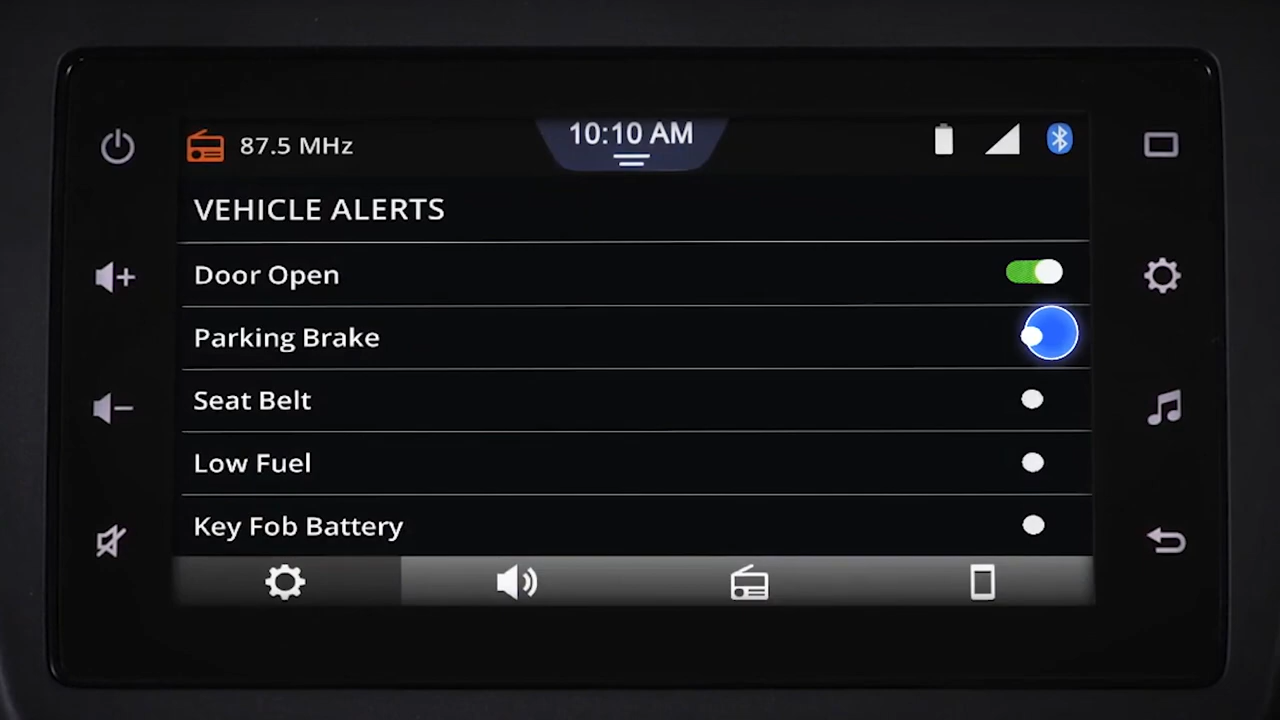 87.5 MHz
10:10 AM
VEHICLE ALERTS
Door Open
Parking Brake
Seat Belt
Low Fuel
Key Fob Battery